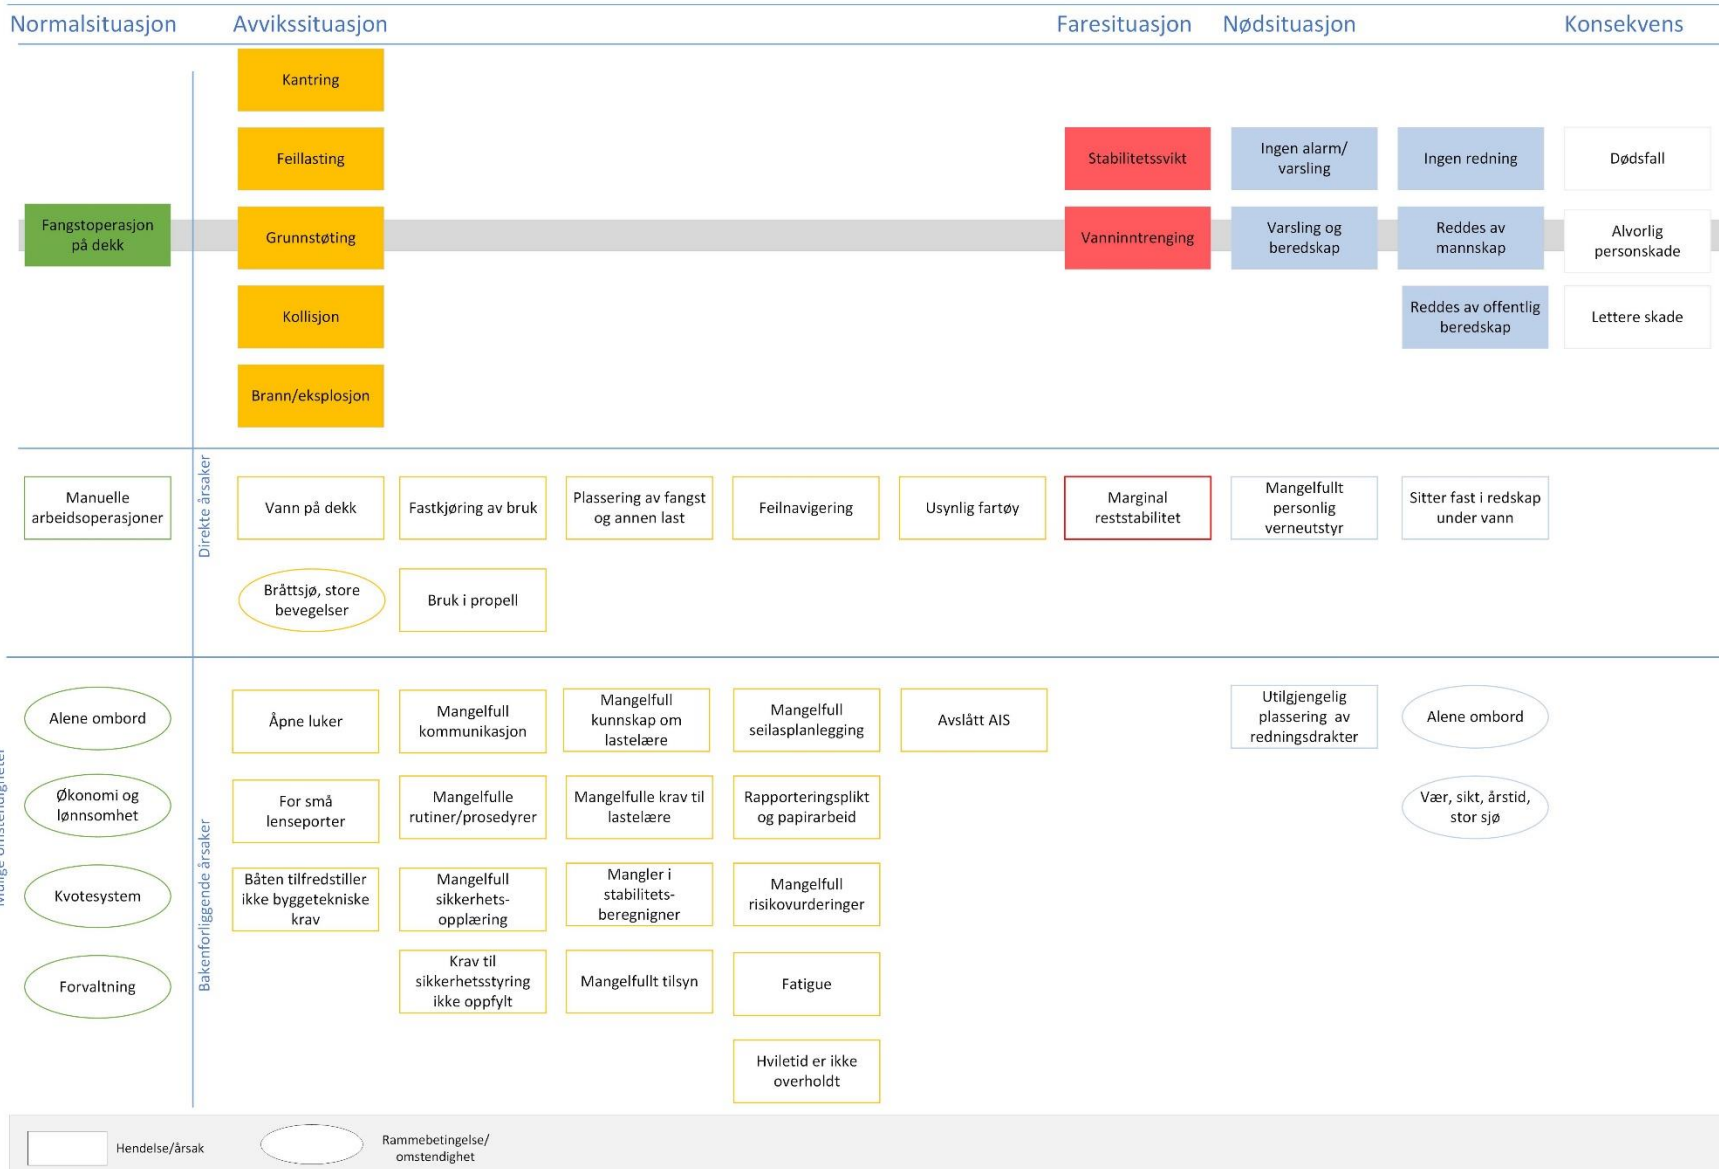 Normalsituasjon
Avvikssituasjon
Faresituasjon
Nødsituasjon
Konsekvens
Kantring
Feillasting
Stabilitetssvikt
Ingen alarm/
varsling
Ingen redning
Dødsfall
Fangstoperasjon
på dekk
Grunnstøting
Vanninntrenging
Varsling og
beredskap
Reddes av
mannskap
Alvorlig
personskade
Kollisjon
Reddes av offentlig
beredskap
Lettere skade
Brann/eksplosjon
Direkte årsaker
Manuelle
arbeidsoperasjoner
Vann på dekk
Fastkjøring av bruk
Plassering av fangst
og annen last
Feilnavigering
Usynlig fartøy
Marginal
reststabilitet
Mangelfullt
personlig
verneutstyr
Sitter fast i redskap
under vann
Bråttsjø, store
bevegelser
Bruk i propell
Mulige omstendigheter
Bakenforliggende årsaker
Alene ombord
Åpne luker
Mangelfull
kommunikasjon
Mangelfull
kunnskap om
lastelære
Mangelfull
seilasplanlegging
Avslått AIS
Utilgjengelig
plassering av
redningsdrakter
Alene ombord
Økonomi og
lønnsomhet
For små
lenseporter
Mangelfulle
rutiner/prosedyrer
Mangelfulle krav til
lastelære
Rapporteringsplikt
og papirarbeid
Vær, sikt, årstid,
stor sjø
Kvotesystem
Båten tilfredstiller
ikke byggetekniske
krav
Mangelfull
sikkerhets-
opplæring
Mangler i
stabilitets-
beregnigner
Mangelfull
risikovurderinger
Forvaltning
Krav til
sikkerhetsstyring
ikke oppfylt
Mangelfullt tilsyn
Fatigue
Hviletid er ikke
overholdt
Hendelse/årsak
Rammebetingelse/
omstendighet